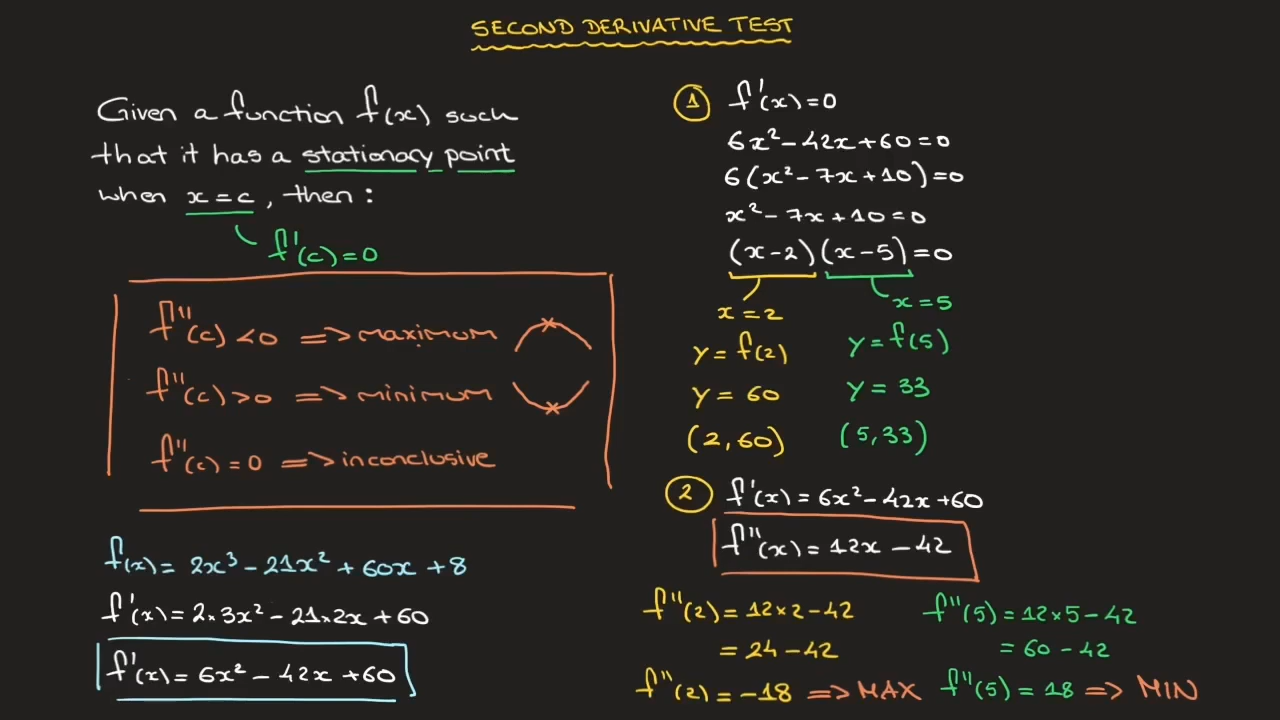 SECOND DERIVATIVE TEST
Given a function f(x) such
that it has a stationary point
when x = c, then:
f'(c) = 0
f''(c) < 0 => maximum
f''(c) > 0 => minimum
f''(c) = 0 => inconclusive
f(x) = 2x³ - 21x² + 60x + 8
f'(x) = 2×3x² - 21×2x + 60
f'(x) = 6x² - 42x + 60
1 f'(x) = 0
6x² - 42x + 60 = 0
6(x² - 7x + 10) = 0
x² - 7x + 10 = 0
(x - 2)(x - 5) = 0
x = 2
y = f(2)
y = 60
(2, 60)
x = 5
y = f(5)
y = 33
(5, 33)
2 f'(x) = 6x² - 42x + 60
f''(x) = 12x - 42
f''(2) = 12×2 - 42
= 24 - 42
f''(2) = -18 => MAX
f''(5) = 12×5 - 42
= 60 - 42
f''(5) = 18 => MIN